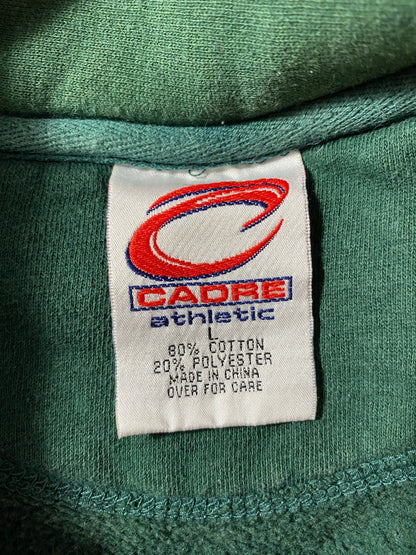 CADRE
athletic
L
80% COTTON
20% POLYESTER
MADE IN CHINA
OVER FOR CARE